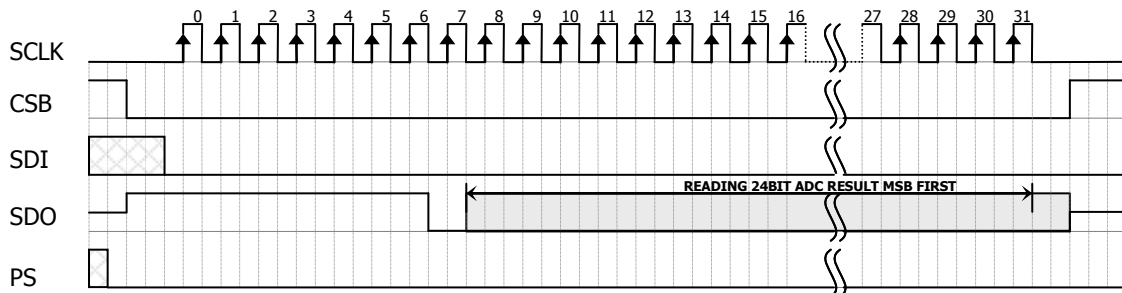 0 1 2 3 4 5 6 7 8 9 10 11 12 13 14 15 16 27 28 29 30 31
SCLK
CSB
SDI
READING 24BIT ADC RESULT MSB FIRST
SDO
PS